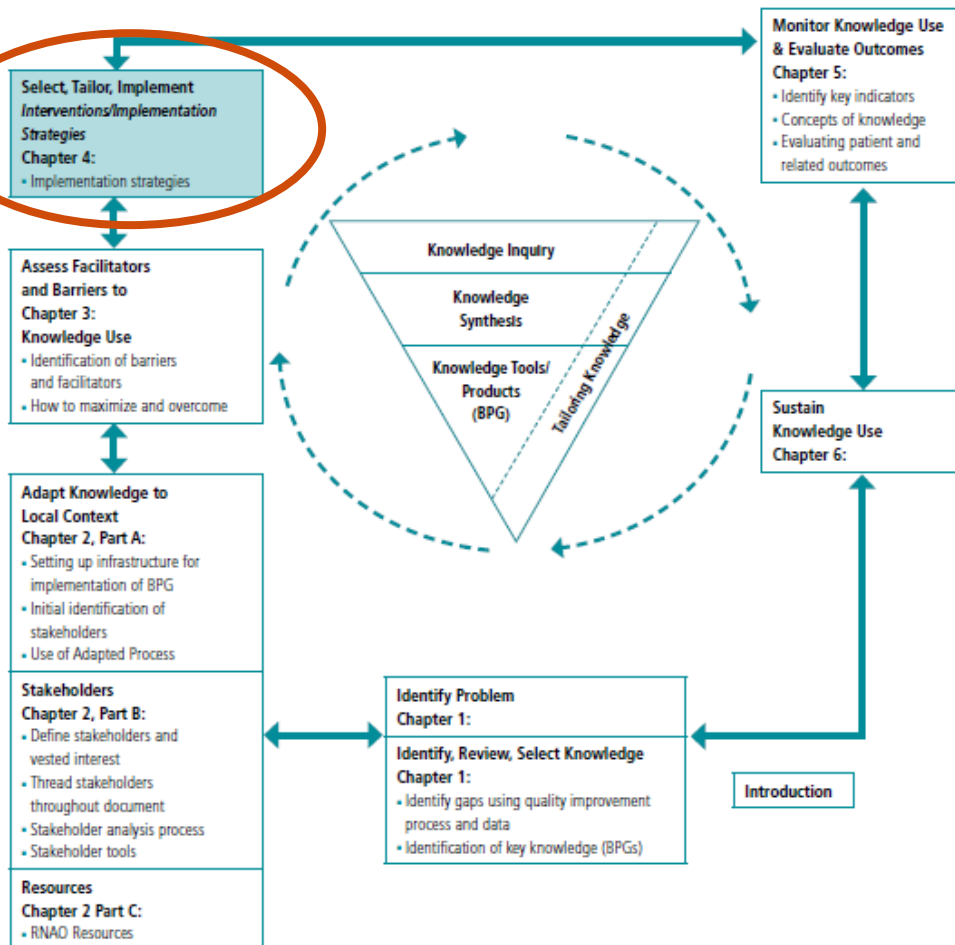 Select, Tailor, Implement
Interventions/Implementation
Strategies
Chapter 4:
▪ Implementation strategies
Assess Facilitators
and Barriers to
Chapter 3:
Knowledge Use
▪ Identification of barriers
and facilitators
▪ How to maximize and overcome
Adapt Knowledge to
Local Context
Chapter 2, Part A:
▪ Setting up infrastructure for
implementation of BPG
▪ Initial identification of
stakeholders
▪ Use of Adapted Process
Stakeholders
Chapter 2, Part B:
▪ Define stakeholders and
vested interest
▪ Thread stakeholders
throughout document
▪ Stakeholder analysis process
▪ Stakeholder tools
Resources
Chapter 2 Part C:
▪ RNAO Resources
Knowledge Inquiry
Knowledge
Synthesis
Knowledge Tools/
Products
(BPG)
Tailoring Knowledge
Identify Problem
Chapter 1:
Identify, Review, Select Knowledge
Chapter 1:
▪ Identify gaps using quality improvement
process and data
▪ Identification of key knowledge (BPGs)
Monitor Knowledge Use
& Evaluate Outcomes
Chapter 5:
▪ Identify key indicators
▪ Concepts of knowledge
▪ Evaluating patient and
related outcomes
Sustain
Knowledge Use
Chapter 6:
Introduction